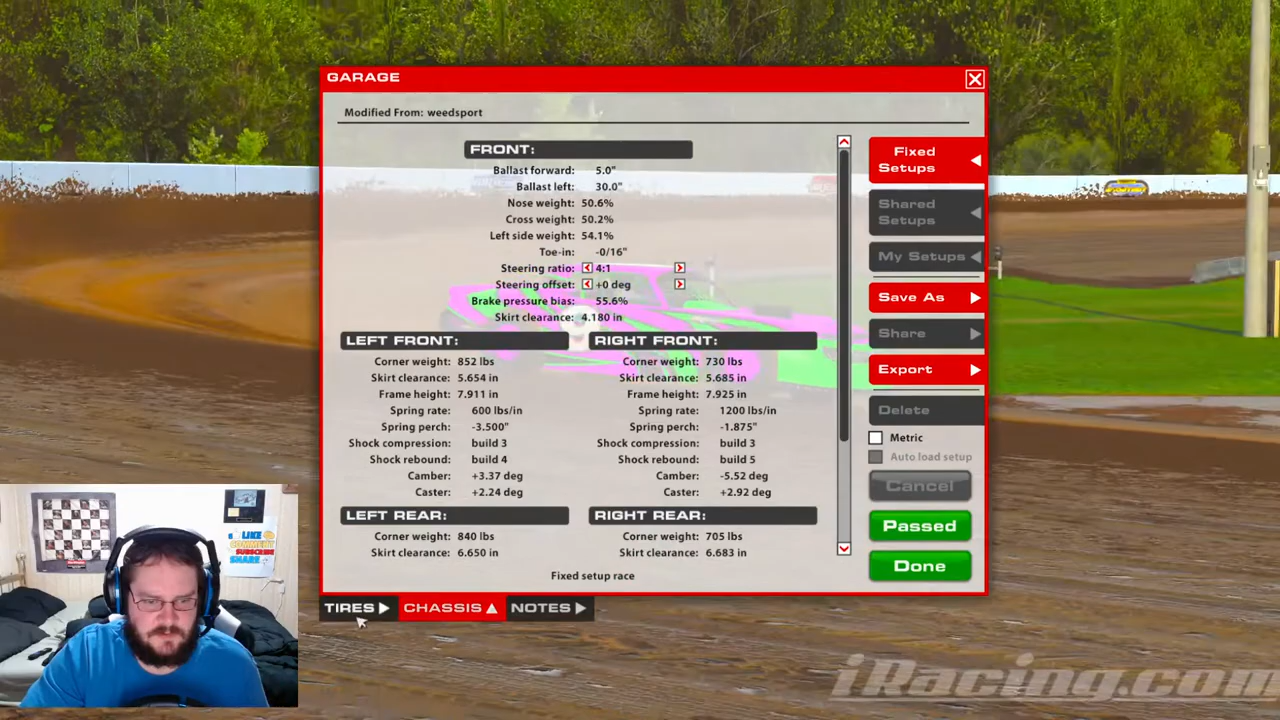 GARAGE
Modified From: weedsport
FRONT:
Ballast forward: 5.0"
Ballast left: 30.0"
Nose weight: 50.6%
Cross weight: 50.2%
Left side weight: 54.1%
Toe-in: -0/16"
Steering ratio: 4:1
Steering offset: +0 deg
Brake pressure bias: 55.6%
Skirt clearance: 4.180 in
LEFT FRONT:
Corner weight: 852 lbs
Skirt clearance: 5.654 in
Frame height: 7.911 in
Spring rate: 600 lbs/in
Spring perch: -3.500"
Shock compression: build 3
Shock rebound: build 4
Camber: +3.37 deg
Caster: +2.24 deg
RIGHT FRONT:
Corner weight: 730 lbs
Skirt clearance: 5.685 in
Frame height: 7.925 in
Spring rate: 1200 lbs/in
Spring perch: -1.875"
Shock compression: build 3
Shock rebound: build 5
Camber: -5.52 deg
Caster: +2.92 deg
LEFT REAR:
Corner weight: 840 lbs
Skirt clearance: 6.650 in
RIGHT REAR:
Corner weight: 705 lbs
Skirt clearance: 6.683 in
Fixed setup race
Fixed
Setups
Shared
Setups
My Setups
Save As
Share
Export
Delete
Metric
Auto load setup
Cancel
Passed
Done
TIRES
CHASSIS
NOTES
LIKE
COMMENT
SUBSCRIBE
SHARE
iRacing.com